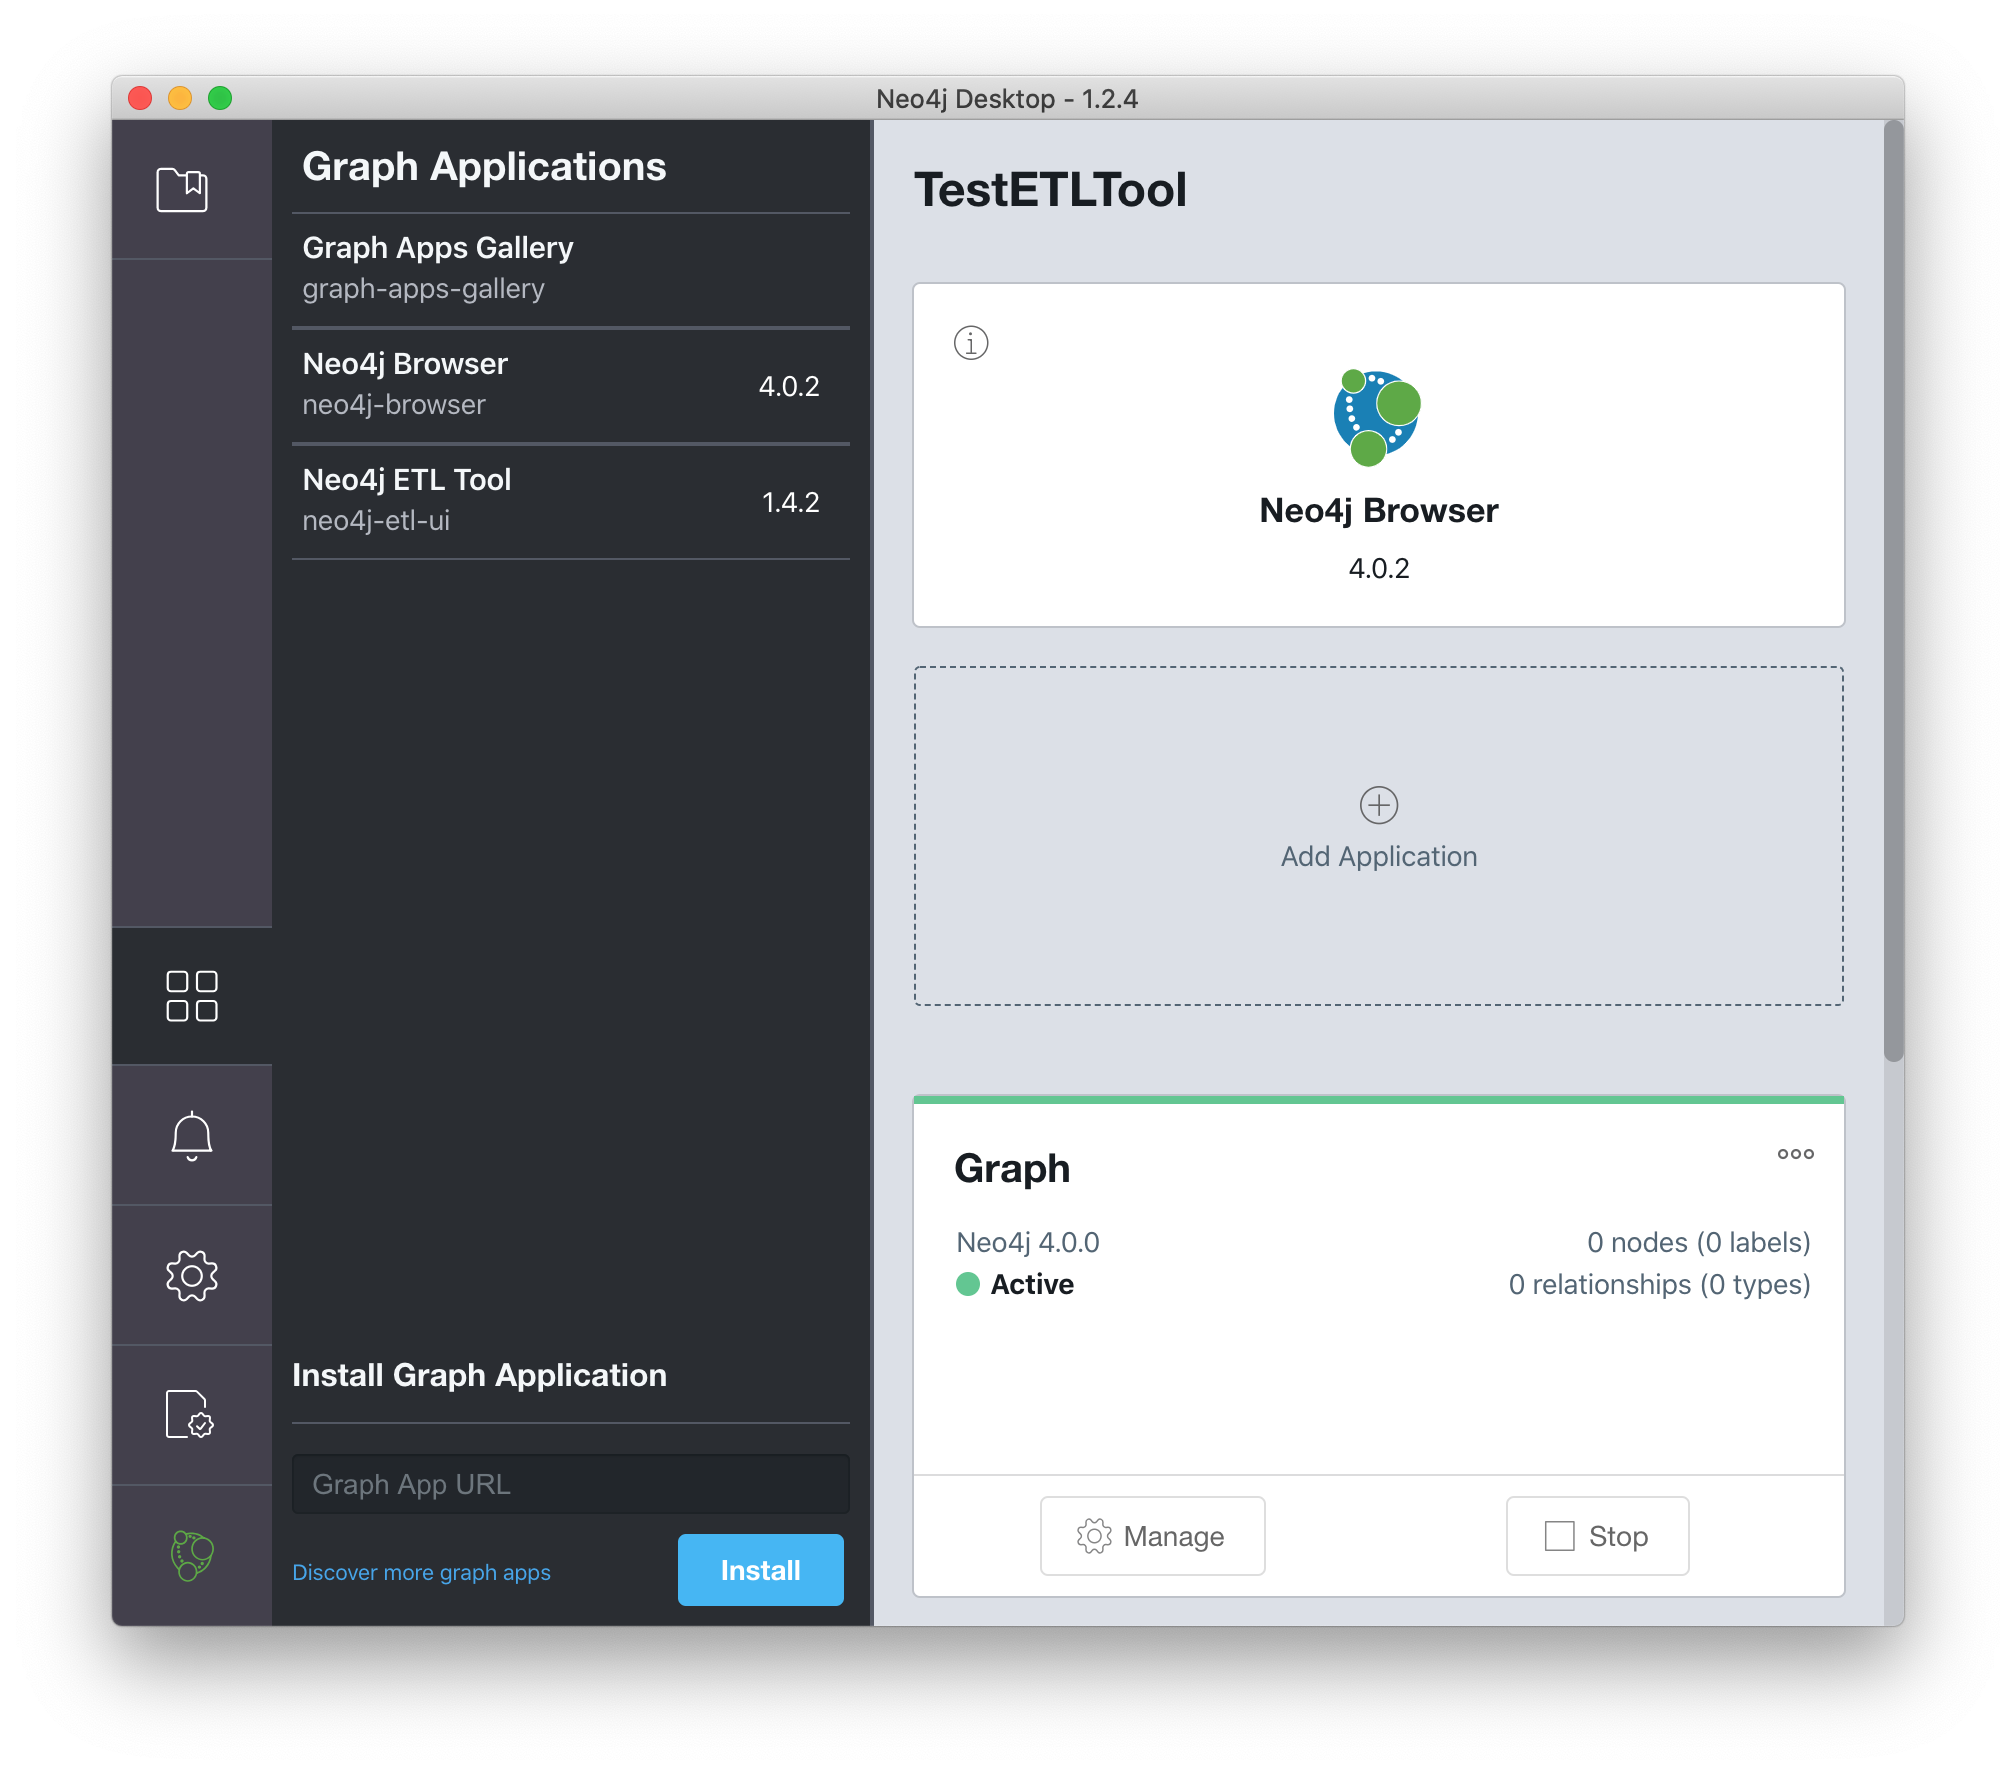 Neo4j Desktop - 1.2.4
Graph Applications
Graph Apps Gallery
graph-apps-gallery
Neo4j Browser
neo4j-browser
4.0.2
Neo4j ETL Tool
neo4j-etl-ui
1.4.2
Install Graph Application
Graph App URL
Discover more graph apps
Install
TestETLTool
Neo4j Browser
4.0.2
Add Application
Graph
Neo4j 4.0.0
0 nodes (0 labels)
Active
0 relationships (0 types)
Manage
Stop